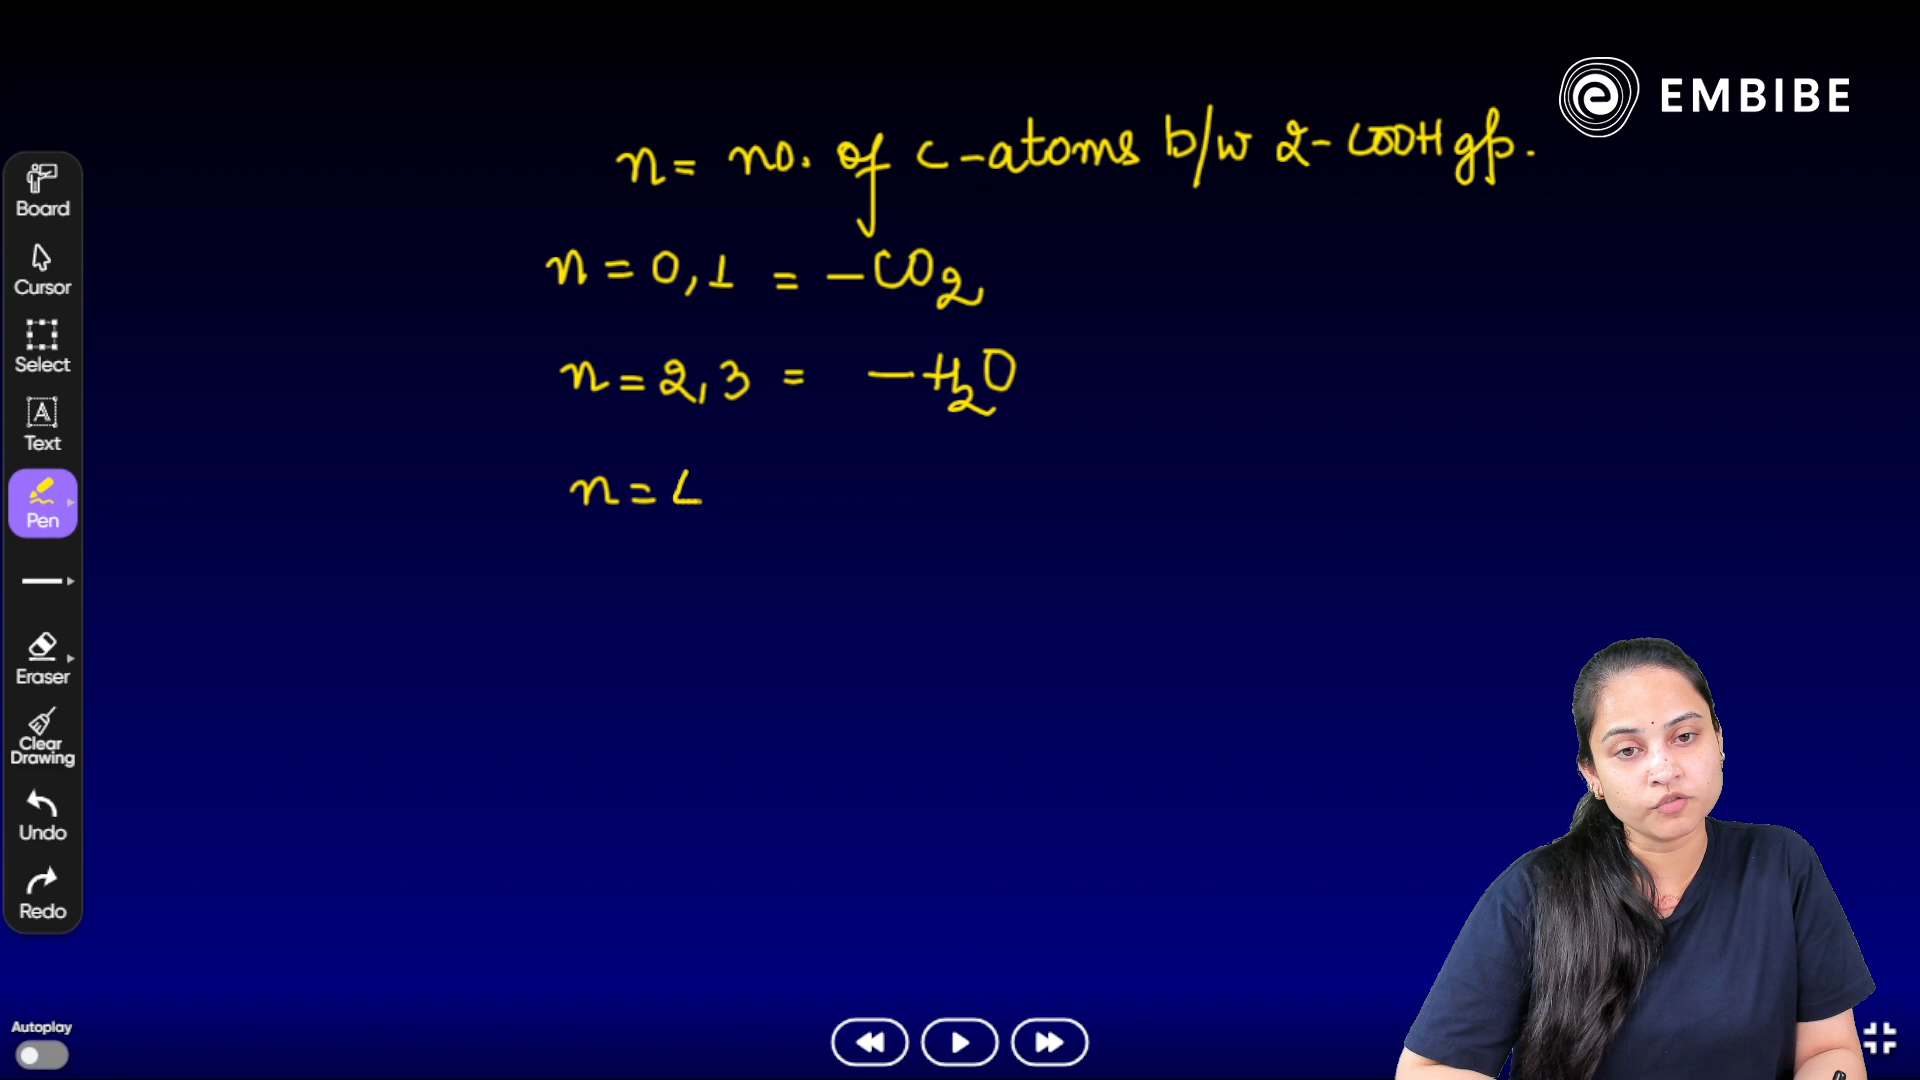 EMBIBE
n = no. of c-atoms b/w 2-COOH gp.
n = 0,1 = -CO2
n = 2,3 = -H2O
n = L
Board
Cursor
Select
Text
Pen
Eraser
Clear
Drawing
Undo
Redo
Autoplay